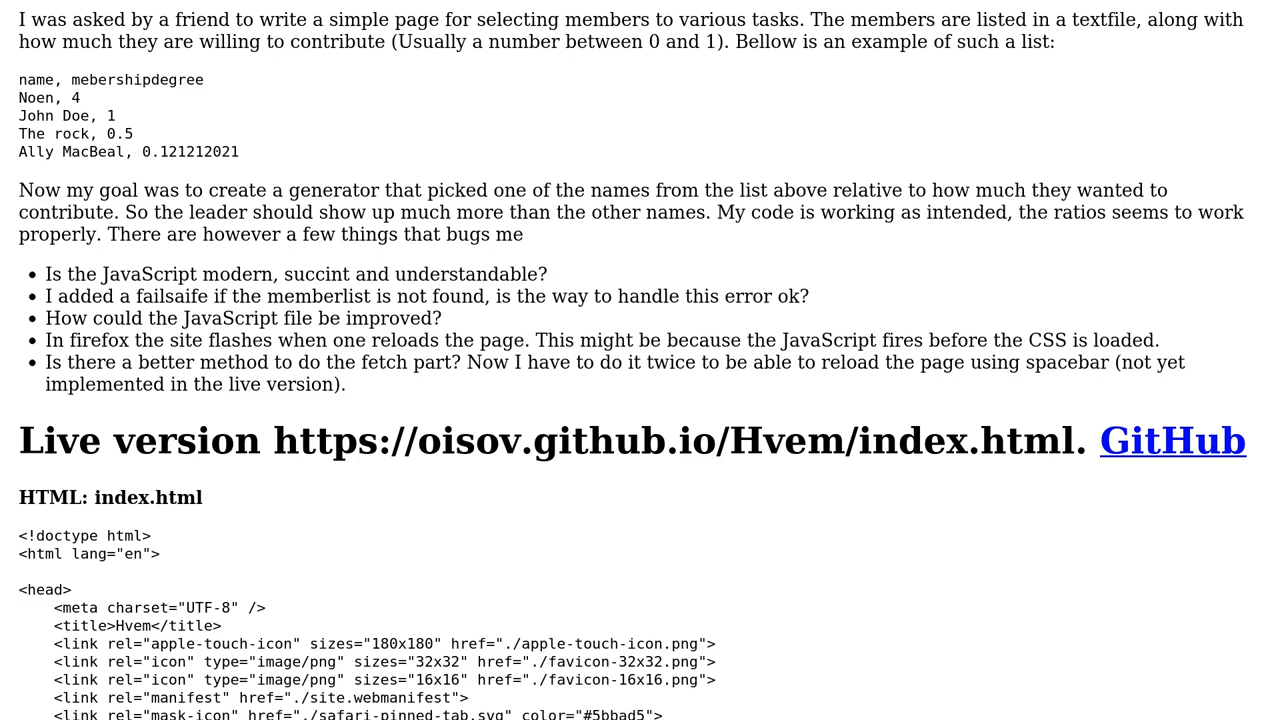 I was asked by a friend to write a simple page for selecting members to various tasks. The members are listed in a textfile, along with
how much they are willing to contribute (Usually a number between 0 and 1). Bellow is an example of such a list:
name, mebershipdegree
Noen, 4
John Doe, 1
The rock, 0.5
Ally MacBeal, 0.121212021
Now my goal was to create a generator that picked one of the names from the list above relative to how much they wanted to
contribute. So the leader should show up much more than the other names. My code is working as intended, the ratios seems to work
properly. There are however a few things that bugs me
• Is the JavaScript modern, succint and understandable?
• I added a failsaife if the memberlist is not found, is the way to handle this error ok?
• How could the JavaScript file be improved?
• In firefox the site flashes when one reloads the page. This might be because the JavaScript fires before the CSS is loaded.
• Is there a better method to do the fetch part? Now I have to do it twice to be able to reload the page using spacebar (not yet
implemented in the live version).
Live version https://oisov.github.io/Hvem/index.html. GitHub
HTML: index.html
<!doctype html>
<html lang="en">
<head>
    <meta charset="UTF-8" />
    <title>Hvem</title>
    <link rel="apple-touch-icon" sizes="180x180" href="./apple-touch-icon.png">
    <link rel="icon" type="image/png" sizes="32x32" href="./favicon-32x32.png">
    <link rel="icon" type="image/png" sizes="16x16" href="./favicon-16x16.png">
    <link rel="manifest" href="./site.webmanifest">
    <link rel="mask-icon" href="./safari-pinned-tab.svg" color="#5bbad5">